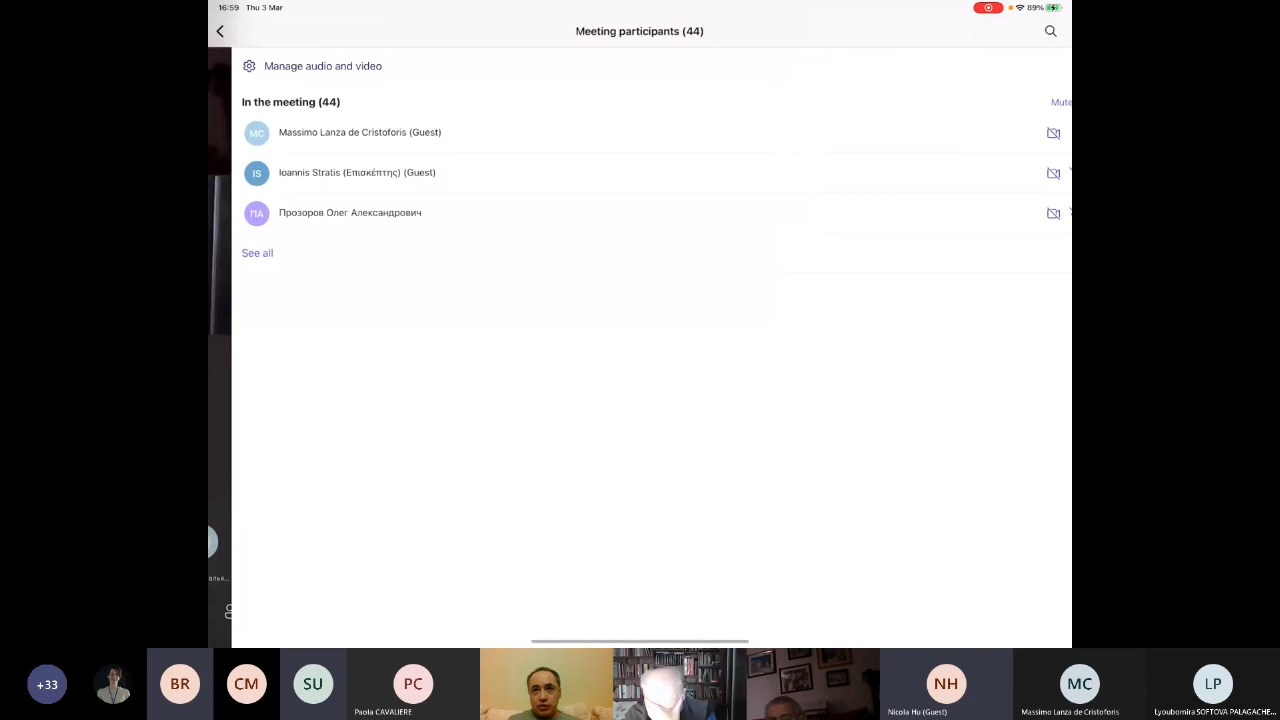 16:59 Thu 3 Mar
89%
Meeting participants (44)
Manage audio and video
In the meeting (44)
Mute
MC
Massimo Lanza de Cristoforis (Guest)
IS
Ioannis Stratis (Επισκέπτης) (Guest)
ПА
Прозоров Олег Александрович
See all
алья...
+33
BR
CM
SU
PC
Paola CAVALIERE
NH
Nicola Hu (Guest)
MC
Massimo Lanza de Cristoforis
LP
Lyoubomira SOFTOVA PALAGACHE...